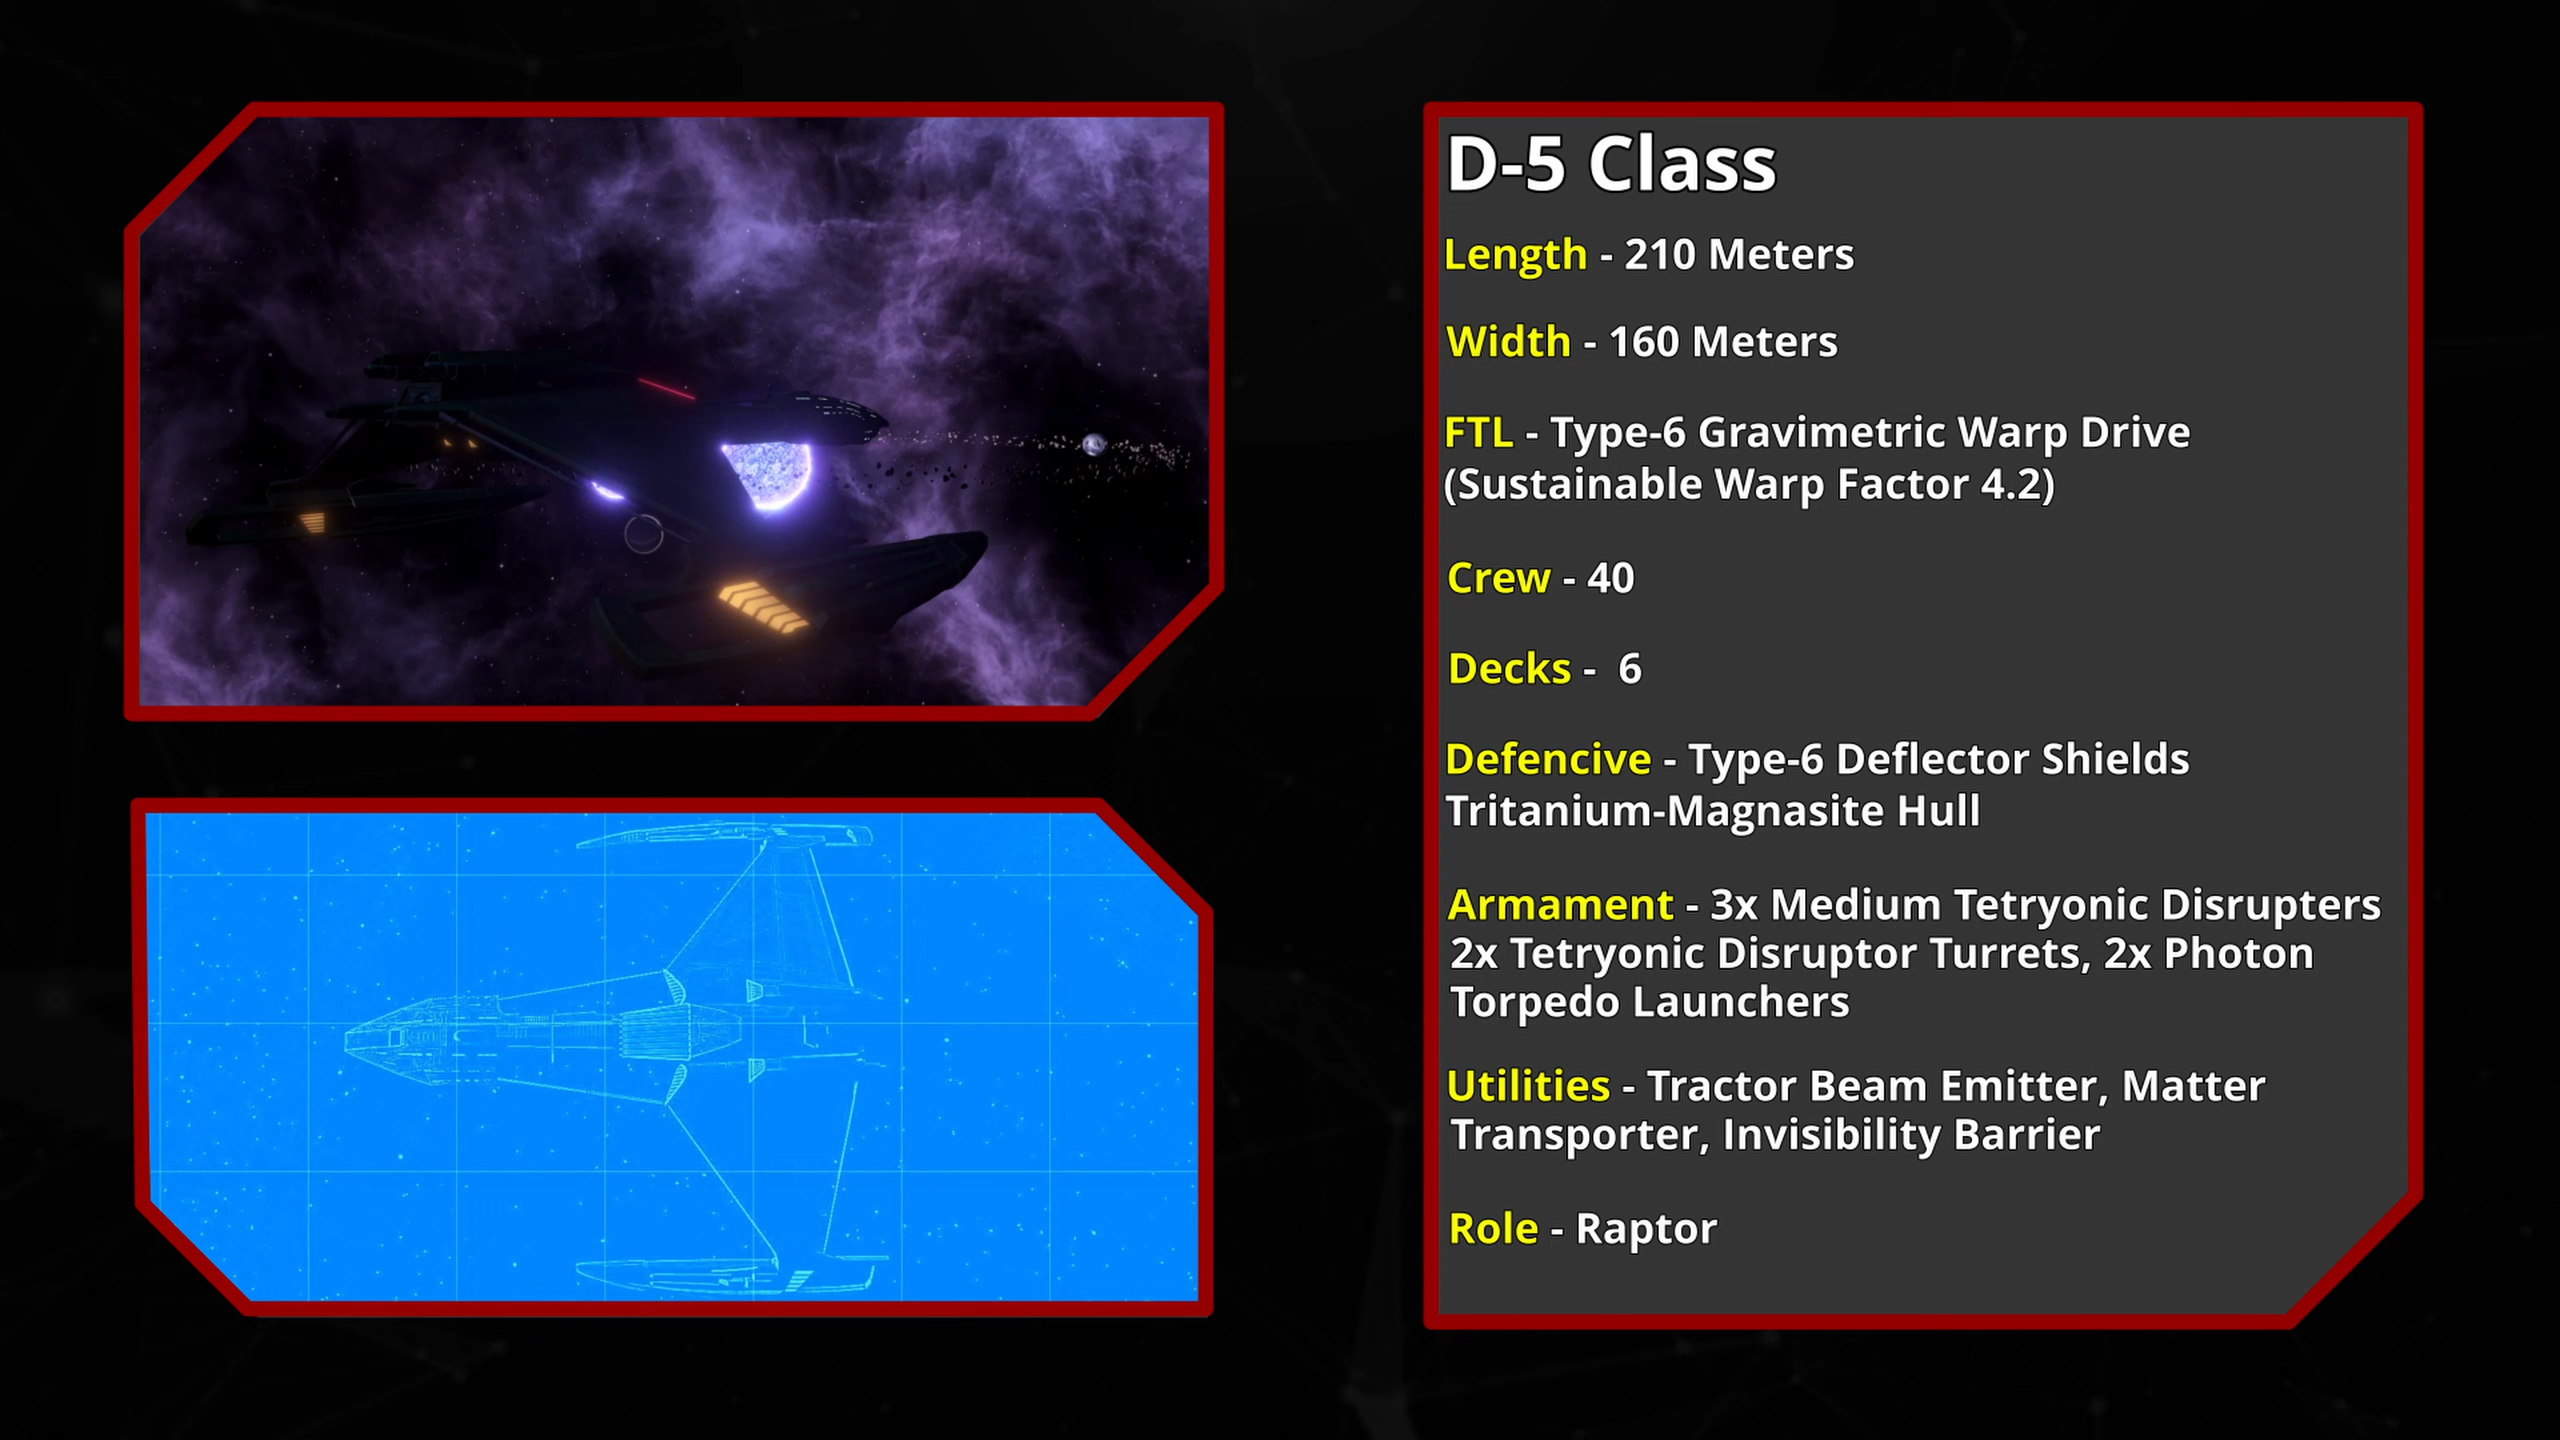 D-5 Class
Length - 210 Meters
Width - 160 Meters
FTL - Type-6 Gravimetric Warp Drive
(Sustainable Warp Factor 4.2)
Crew - 40
Decks -  6
Defencive - Type-6 Deflector Shields
Tritanium-Magnasite Hull
Armament - 3x Medium Tetryonic Disrupters
2x Tetryonic Disruptor Turrets, 2x Photon
Torpedo Launchers
Utilities - Tractor Beam Emitter, Matter
Transporter, Invisibility Barrier
Role - Raptor